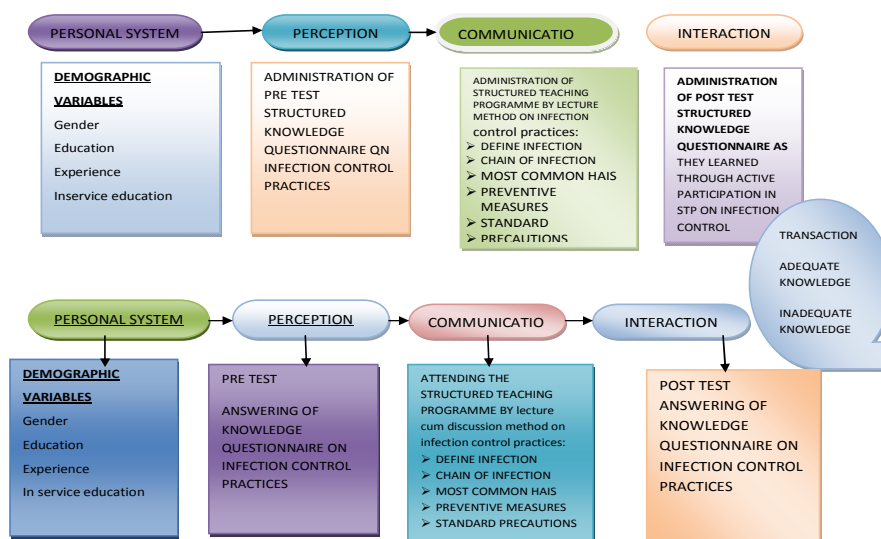 PERSONAL SYSTEM
PERCEPTION
COMMUNICATIO
INTERACTION
DEMOGRAPHIC
VARIABLES
Gender
Education
Experience
Inservice education
ADMINISTRATION OF
PRE TEST
STRUCTURED
KNOWLEDGE
QUESTIONNAIRE QN
INFECTION CONTROL
PRACTICES
ADMINISTRATION OF
STRUCTURED TEACHING
PROGRAMME BY LECTURE
METHOD ON INFECTION
control practices:
➢ DEFINE INFECTION
➢ CHAIN OF INFECTION
➢ MOST COMMON HAIS
➢ PREVENTIVE
MEASURES
➢ STANDARD
➢ PRECAUTIONS
ADMINISTRATION
OF POST TEST
STRUCTURED
KNOWLEDGE
QUESTIONNAIRE AS
THEY LEARNED
THROUGH ACTIVE
PARTICIPATION IN
STP ON INFECTION
CONTROL
TRANSACTION
ADEQUATE
KNOWLEDGE
INADEQUATE
KNOWLEDGE
PERSONAL SYSTEM
PERCEPTION
COMMUNICATIO
INTERACTION
DEMOGRAPHIC
VARIABLES
Gender
Education
Experience
In service education
PRE TEST
ANSWERING OF
KNOWLEDGE
QUESTIONNAIRE ON
INFECTION CONTROL
PRACTICES
ATTENDING THE
STRUCTURED TEACHING
PROGRAMME BY lecture
cum discussion method on
infection control practices:
➢ DEFINE INFECTION
➢ CHAIN OF INFECTION
➢ MOST COMMON HAIS
➢ PREVENTIVE MEASURES
➢ STANDARD PRECAUTIONS
POST TEST
ANSWERING OF
KNOWLEDGE
QUESTIONNAIRE ON
INFECTION CONTROL
PRACTICES